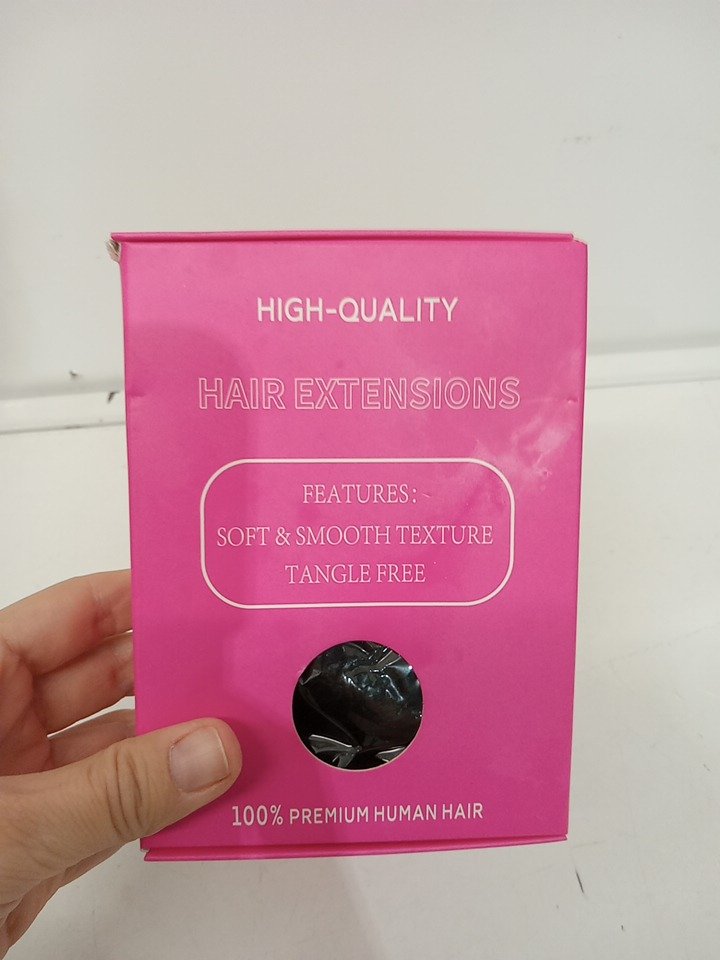 HIGH-QUALITY
HAIR EXTENSIONS
FEATURES:
SOFT & SMOOTH TEXTURE
TANGLE FREE
100% PREMIUM HUMAN HAIR